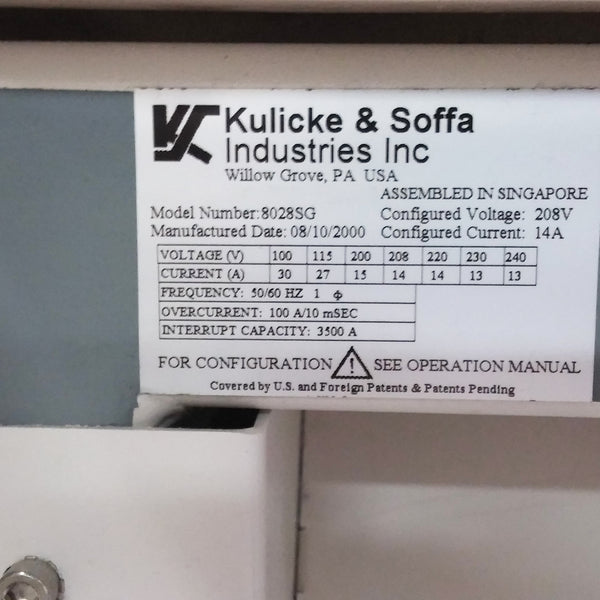 KS
Kulicke & Soffa
Industries Inc
Willow Grove, PA USA
ASSEMBLED IN SINGAPORE
Model Number:8028SG Configured Voltage: 208V
Manufactured Date: 08/10/2000 Configured Current: 14A
VOLTAGE (V) 100 115 200 208 220 230 240
CURRENT (A) 30 27 15 14 14 13 13
FREQUENCY: 50/60 HZ 1 ϕ
OVERCURRENT: 100 A/10 mSEC
INTERRUPT CAPACITY: 3500 A
FOR CONFIGURATION ! SEE OPERATION MANUAL
Covered by U.S. and Foreign Patents & Patents Pending